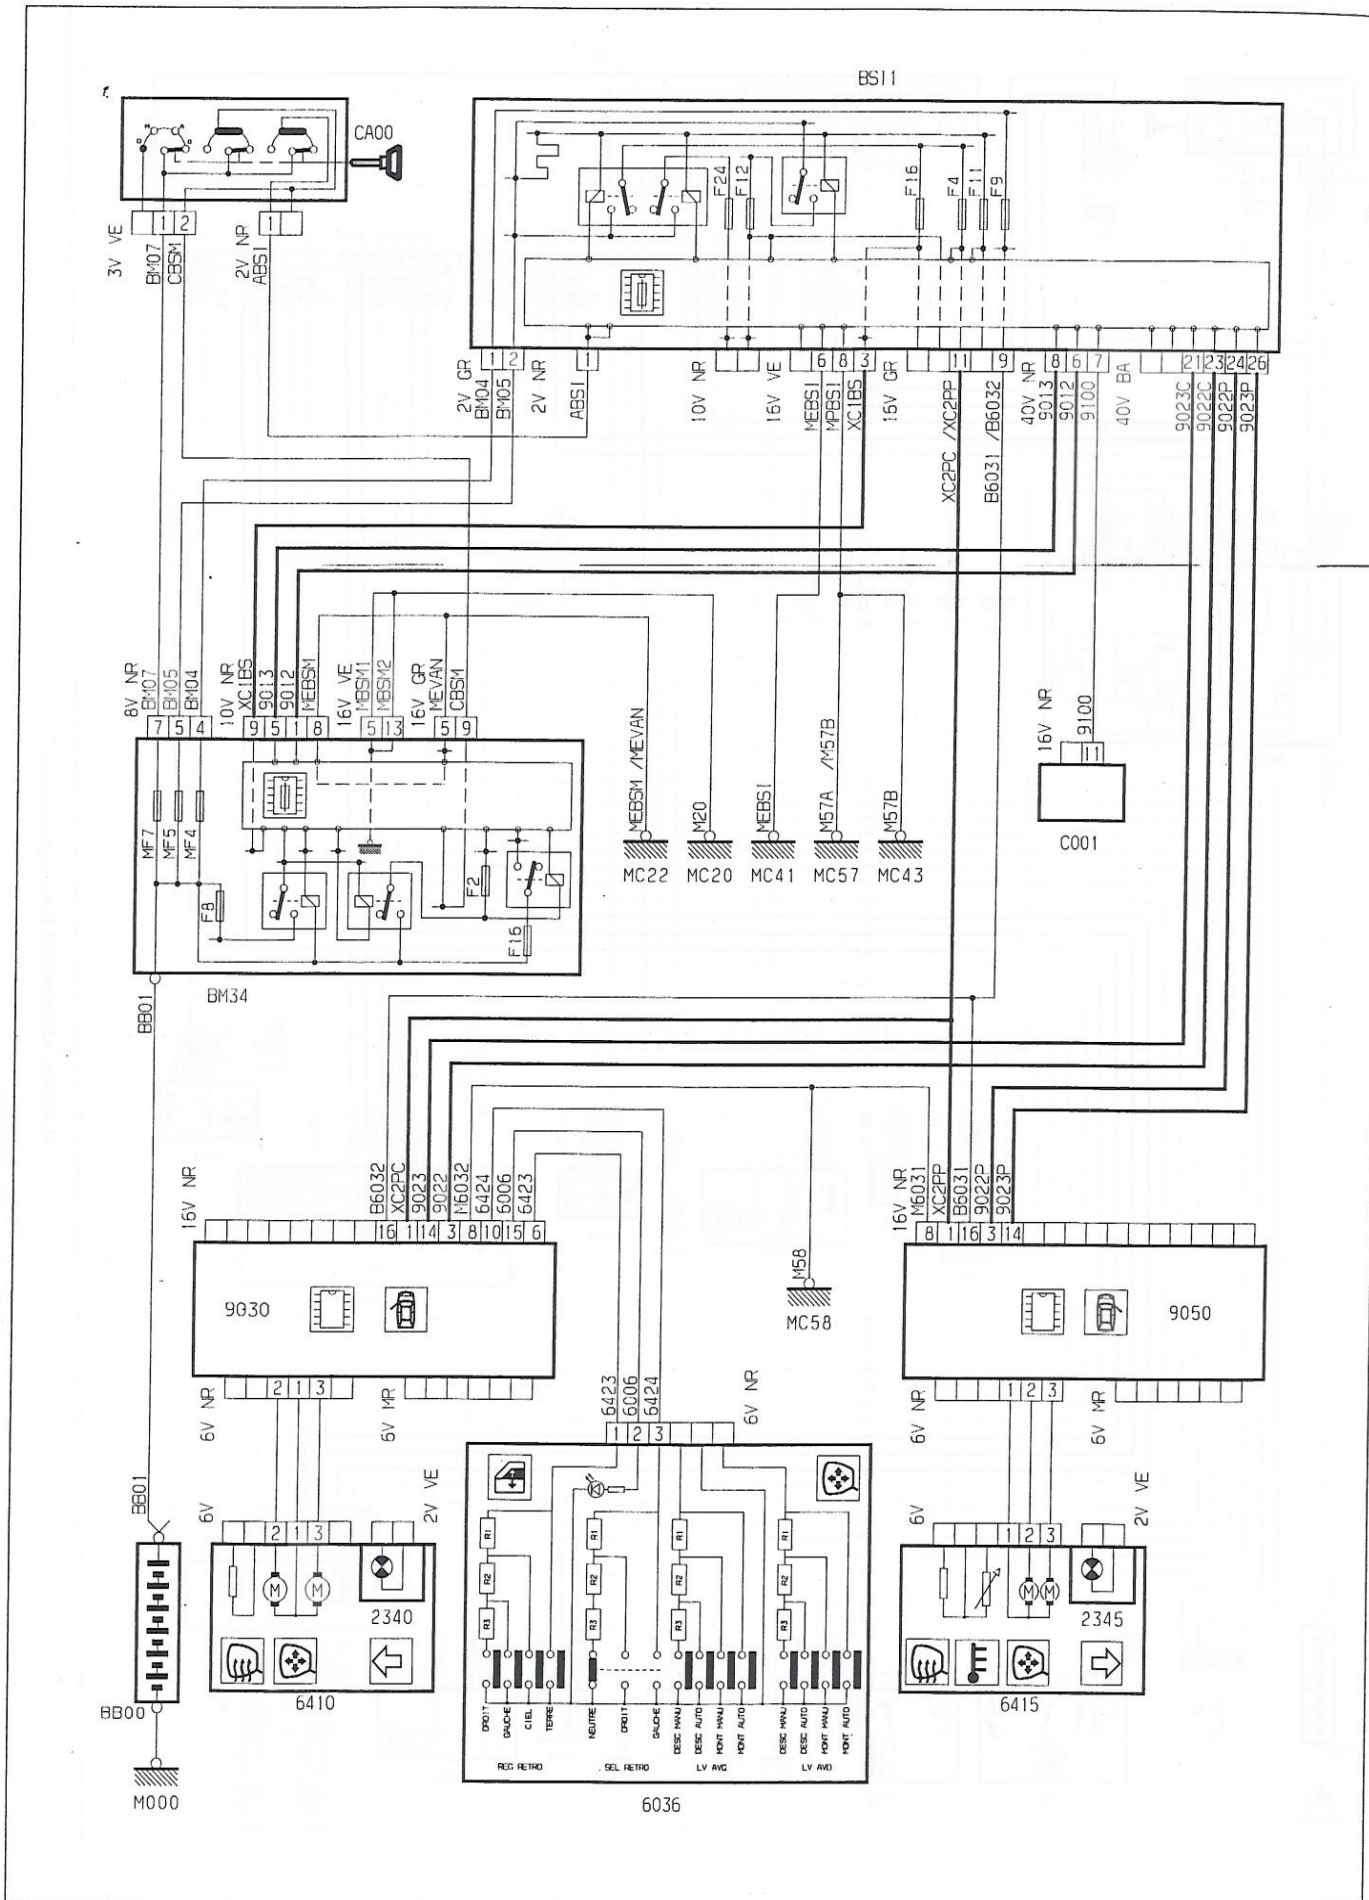 BSI1
CA00
M
A
D
F24
F12
F16
F4
F11
F9
1 2
1
3V VE
BM07
CBSM
2V NR
ABSI
1 2
1
6 8 3
11
9
8 6 7
21 23 24 26
2V GR
BM04
BM05
2V NR
ABSI
10V NR
16V VE
MEBSI
MPBSI
XC1BS
16V GR
XC2PC /XC2PP
B6031 /B6032
40V NR
9013
9012
9100
40V BA
9023C
9022C
9022P
9023P
8V NR
BM07
BM05
BM04
10V NR
XC1BS
9013
9012
MEBSM
16V VE
MBSM1
MBSM2
16V GR
MEVAN
CBSM
7 5 4
9 5 1 8
5 13
5 9
MF7
MF5
MF4
F8
F2
F16
BM34
MEBSM /MEVAN
M20
MEBSI
M57A /M57B
M57B
MC22
MC20
MC41
MC57
MC43
16V NR
9100
11
C001
BB01
16V NR
B6032
XC2PC
9023
9022
M6032
6424
6006
6423
16 1 14 3 8 10 15 6
9030
M58
MC58
16V NR
M6031
XC2PP
B6031
9022P
9023P
8 1 16 3 14
9050
2 1 3
6V NR
6V MR
6423
6006
6424
6V NR
1 2 3
1 2 3
6V NR
6V MR
BB01
6V
2 1 3
2V VE
M M
2340
6410
R1
R2
R3
R1
R2
R3
R1
R2
R3
R1
R2
R3
DROIT
GAUCHE
CIEL
TERRE
NEUTRE
DROIT
GAUCHE
DESC MANU
DESC AUTO
MONT MANU
MONT AUTO
DESC MANU
DESC AUTO
MONT MANU
MONT AUTO
REG RETRO
SEL RETRO
LV AVG
LV AVD
6036
6V
1 2 3
2V VE
M M
2345
6415
BB00
M000